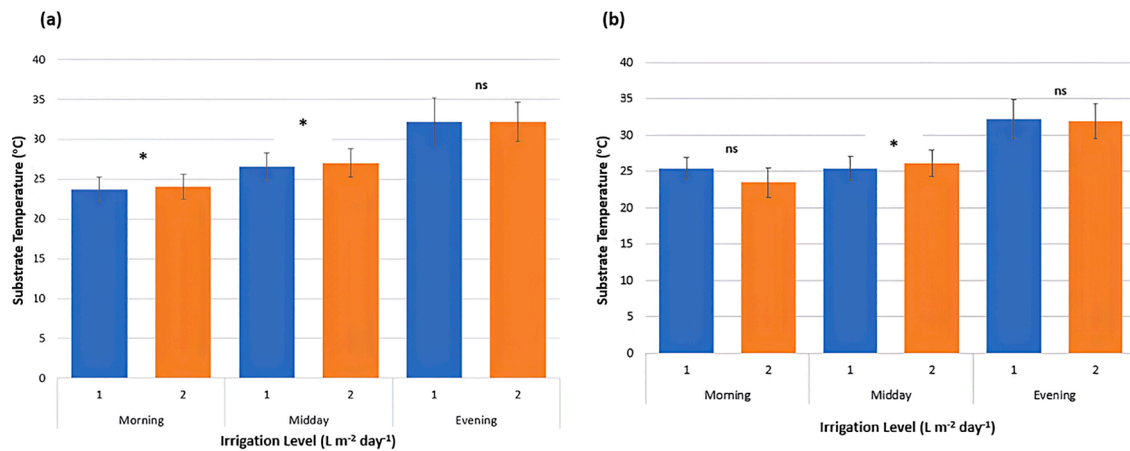 (a)
40
35
30
25
20
15
10
5
0
Substrate Temperature (°C)
*
*
ns
1 2 1 2 1 2
Morning Midday Evening
Irrigation Level (L m⁻² day⁻¹)
(b)
40
35
30
25
20
15
10
5
0
Substrate Temperature (°C)
ns
*
ns
1 2 1 2 1 2
Morning Midday Evening
Irrigation Level (L m⁻² day⁻¹)